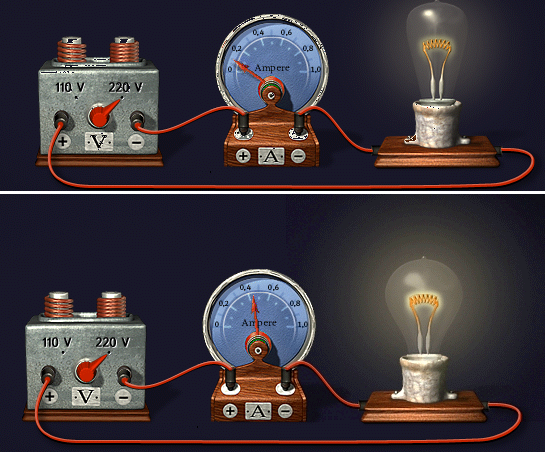 110 V 220 V
0 0,2 0,4 0,6 0,8 1,0
Ampere
+ V −
+ A −
110 V 220 V
0 0,2 0,4 0,6 0,8 1,0
Ampere
+ V −
+ A −